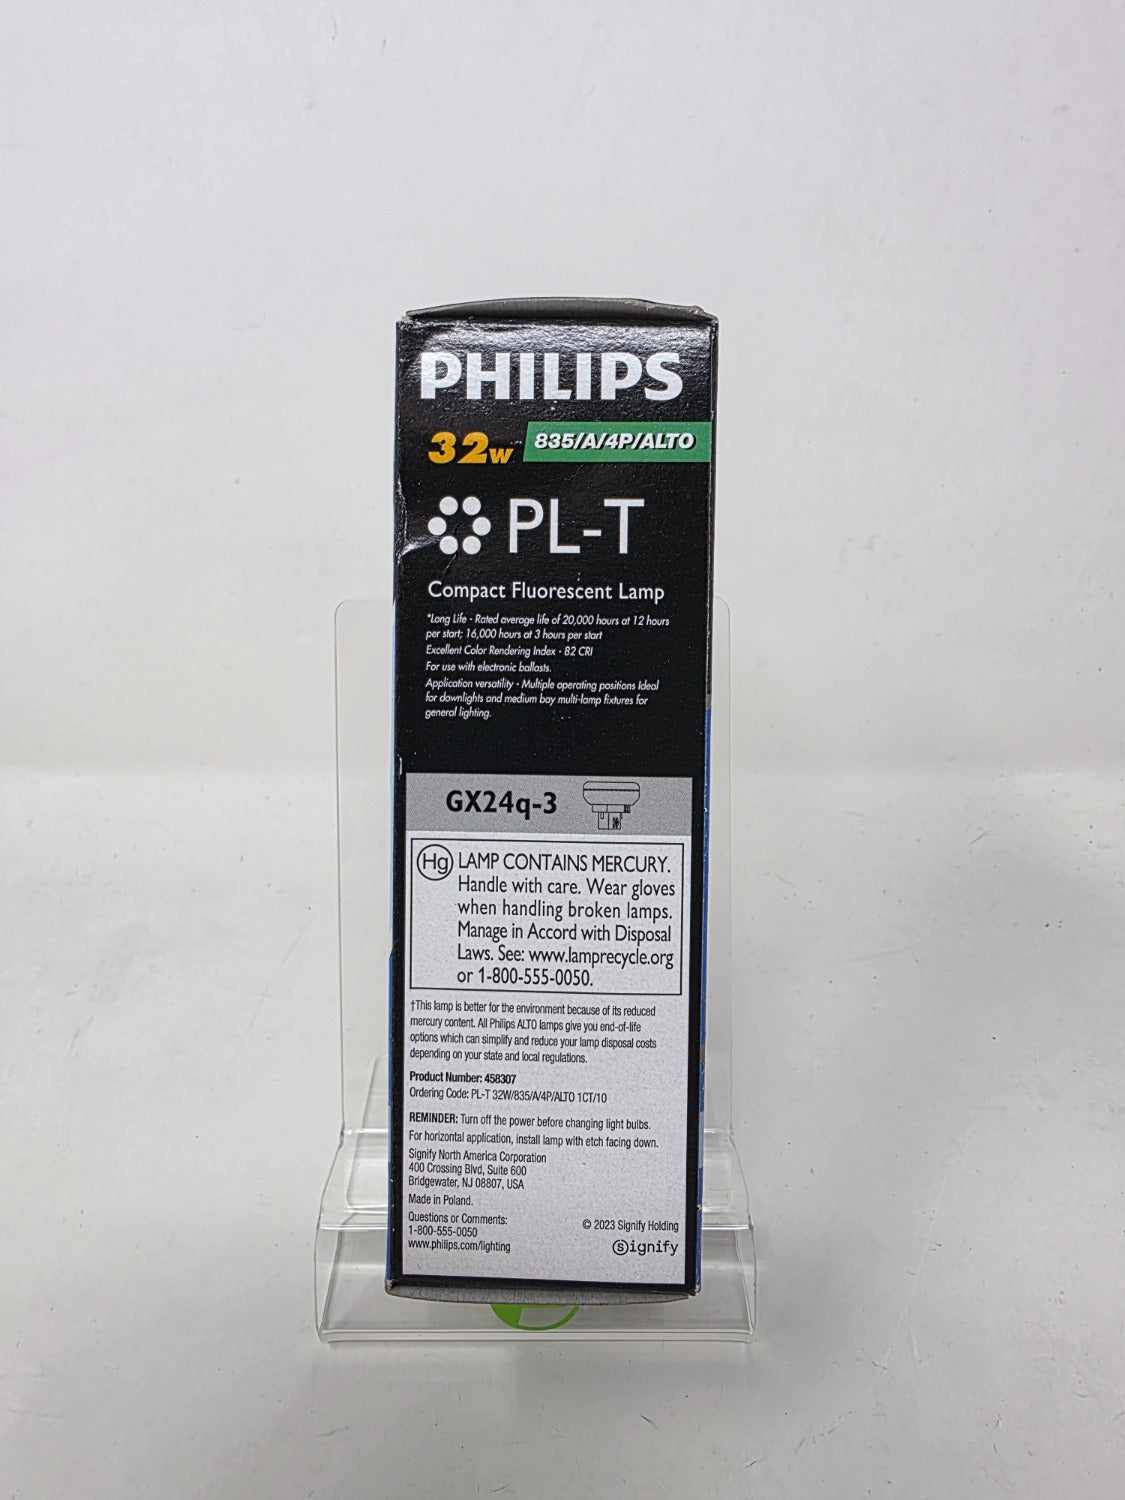 PHILIPS
32w 835/A/4P/ALTO
PL-T
Compact Fluorescent Lamp
*Long Life - Rated average life of 20,000 hours at 12 hours
per start; 16,000 hours at 3 hours per start
Excellent Color Rendering Index - 82 CRI
For use with electronic ballasts.
Application versatility - Multiple operating positions Ideal
for downlights and medium bay multi-lamp fixtures for
general lighting.
GX24q-3
Hg LAMP CONTAINS MERCURY.
Handle with care. Wear gloves
when handling broken lamps.
Manage in Accord with Disposal
Laws. See: www.lamprecycle.org
or 1-800-555-0050.
†This lamp is better for the environment because of its reduced
mercury content. All Philips ALTO lamps give you end-of-life
options which can simplify and reduce your lamp disposal costs
depending on your state and local regulations.
Product Number: 458307
Ordering Code: PL-T 32W/835/A/4P/ALTO 1CT/10
REMINDER: Turn off the power before changing light bulbs.
For horizontal application, install lamp with etch facing down.
Signify North America Corporation
400 Crossing Blvd, Suite 600
Bridgewater, NJ 08807, USA
Made in Poland.
Questions or Comments:
1-800-555-0050
www.philips.com/lighting
© 2023 Signify Holding
Signify